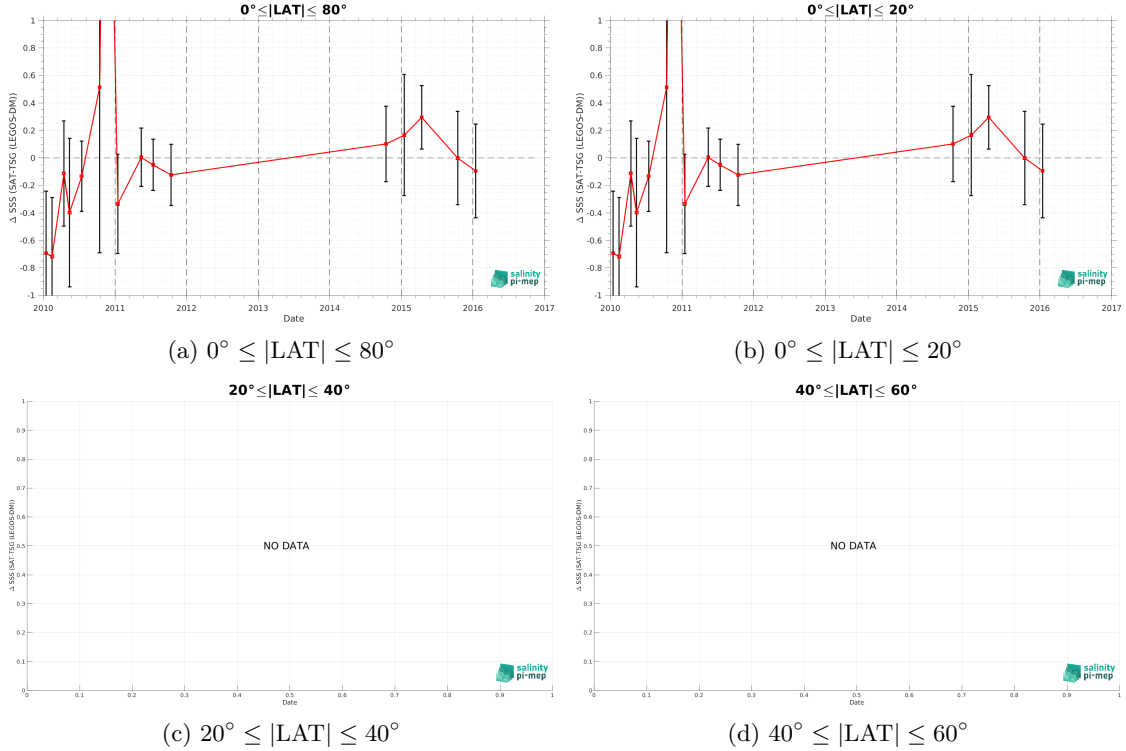 0°≤|LAT|≤ 80°
Δ SSS (SAT-TSG (LEGOS-DM))
1
0.8
0.6
0.4
0.2
0
-0.2
-0.4
-0.6
-0.8
-1
2010 2011 2012 2013 2014 2015 2016 2017
Date
salinity
pi-mep
(a) 0° ≤ |LAT| ≤ 80°
0°≤|LAT|≤ 20°
Δ SSS (SAT-TSG (LEGOS-DM))
1
0.8
0.6
0.4
0.2
0
-0.2
-0.4
-0.6
-0.8
-1
2010 2011 2012 2013 2014 2015 2016 2017
Date
salinity
pi-mep
(b) 0° ≤ |LAT| ≤ 20°
20°≤|LAT|≤ 40°
Δ SSS (SAT-TSG (LEGOS-DM))
1
0.9
0.8
0.7
0.6
0.5
0.4
0.3
0.2
0.1
0
NO DATA
0 0.1 0.2 0.3 0.4 0.5 0.6 0.7 0.8 0.9 1
Date
salinity
pi-mep
(c) 20° ≤ |LAT| ≤ 40°
40°≤|LAT|≤ 60°
Δ SSS (SAT-TSG (LEGOS-DM))
1
0.9
0.8
0.7
0.6
0.5
0.4
0.3
0.2
0.1
0
NO DATA
0 0.1 0.2 0.3 0.4 0.5 0.6 0.7 0.8 0.9 1
Date
salinity
pi-mep
(d) 40° ≤ |LAT| ≤ 60°